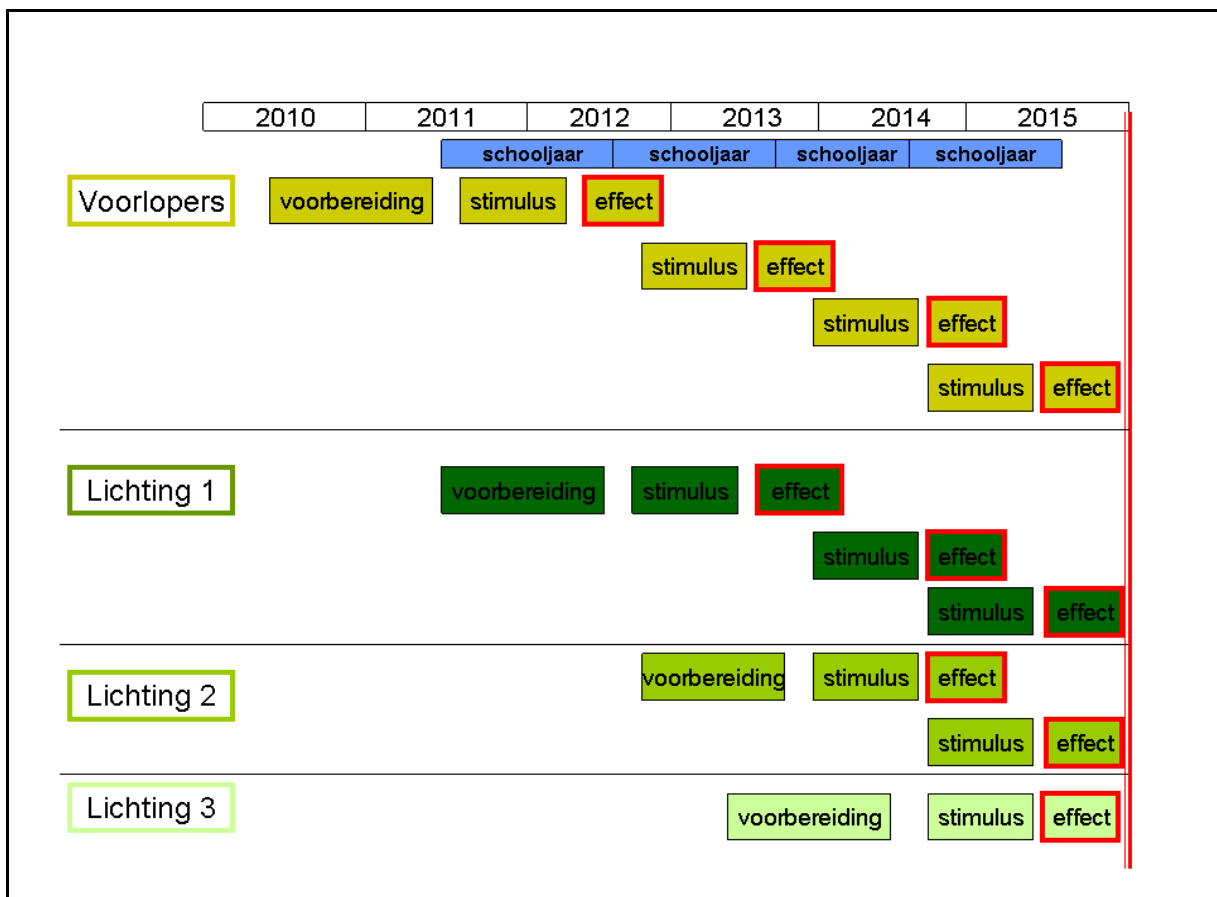 2010 2011 2012 2013 2014 2015
schooljaar schooljaar schooljaar schooljaar
Voorlopers voorbereiding stimulus effect
stimulus effect
stimulus effect
stimulus effect
Lichting 1 voorbereiding stimulus effect
stimulus effect
stimulus effect
Lichting 2 voorbereiding stimulus effect
stimulus effect
Lichting 3 voorbereiding stimulus effect